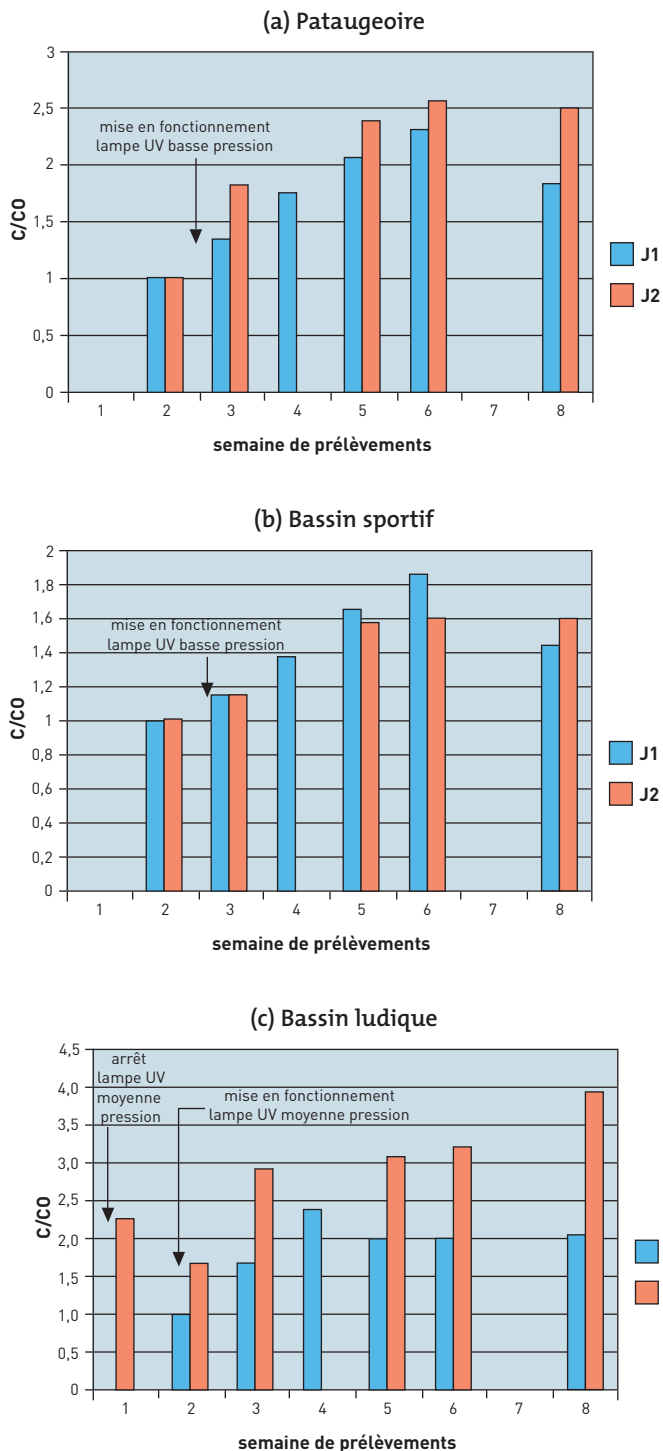 (a) Pataugeoire
3
2,5
2
1,5
1
0,5
0
C/C0
mise en fonctionnement
lampe UV basse pression
1 2 3 4 5 6 7 8
semaine de prélèvements
J1
J2
(b) Bassin sportif
2
1,8
1,6
1,4
1,2
1
0,8
0,6
0,4
0,2
0
C/C0
mise en fonctionnement
lampe UV basse pression
1 2 3 4 5 6 7 8
semaine de prélèvements
J1
J2
(c) Bassin ludique
4,5
4,0
3,5
3,0
2,5
2,0
1,5
1,0
0,5
0
C/C0
arrêt
lampe UV
moyenne
pression
mise en fonctionnement
lampe UV moyenne pression
1 2 3 4 5 6 7 8
semaine de prélèvements